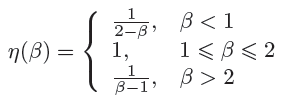 η(β) = { 1/(2−β), β < 1
1, 1 ⩽ β ⩽ 2
1/(β−1), β > 2